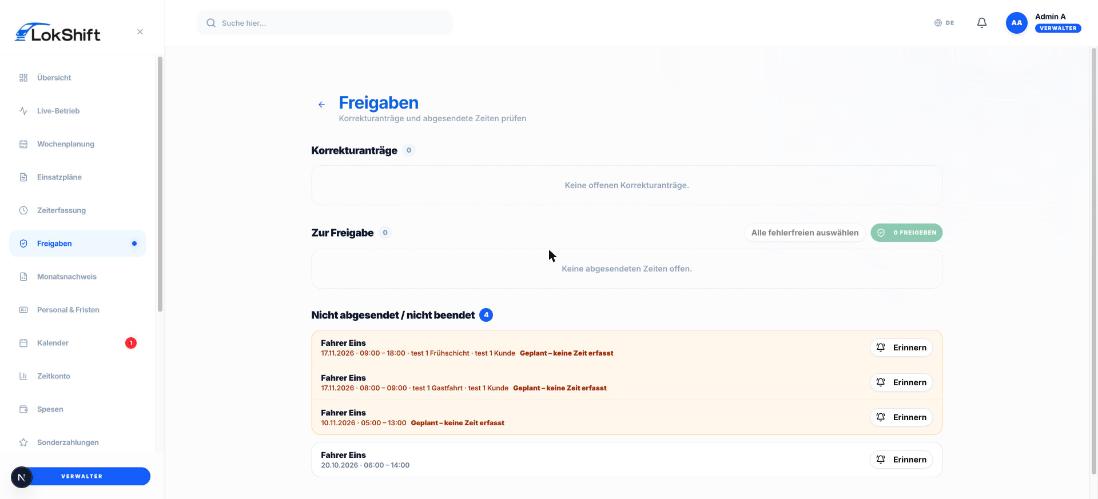 LokShift
Suche hier...
DE
AA
Admin A
VERWALTER
Übersicht
Live-Betrieb
Wochenplanung
Einsatzpläne
Zeiterfassung
Freigaben
Monatsnachweis
Personal & Fristen
Kalender
1
Zeitkonto
Spesen
Sonderzahlungen
N
VERWALTER
Freigaben
Korrekturanträge und abgesendete Zeiten prüfen
Korrekturanträge 0
Keine offenen Korrekturanträge.
Zur Freigabe 0
Alle fehlerfreien auswählen
0 FREIGEBEN
Keine abgesendeten Zeiten offen.
Nicht abgesendet / nicht beendet 4
Fahrer Eins
17.11.2026 · 09:00 – 18:00 · test 1 Frühschicht · test 1 Kunde Geplant – keine Zeit erfasst
Erinnern
Fahrer Eins
17.11.2026 · 08:00 – 09:00 · test 1 Gastfahrt · test 1 Kunde Geplant – keine Zeit erfasst
Erinnern
Fahrer Eins
10.11.2026 · 05:00 – 13:00 Geplant – keine Zeit erfasst
Erinnern
Fahrer Eins
20.10.2026 · 06:00 – 14:00
Erinnern